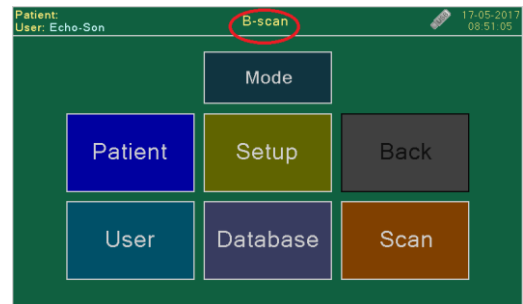 Patient:
User: Echo-Son
B-scan
17-05-2017
08:51:05
Mode
Patient
Setup
Back
User
Database
Scan